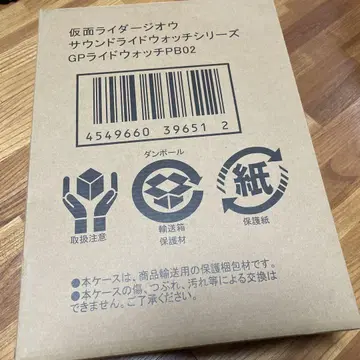 仮面ライダージオウ
サウンドライドウォッチシリーズ
GPライドウォッチPB02
4549660 39651 2
ダンボール
紙
取扱注意
輸送箱
保護材
保護紙
●本ケースは、商品輸送用の保護梱包材です。
●本ケースの傷、つぶれ、汚れ等による交換は
できません。ご了承ください。